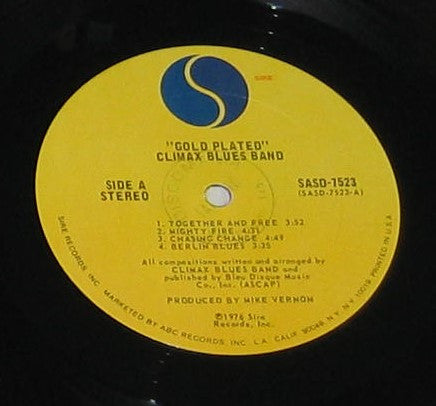 SIRE
"GOLD PLATED"
CLIMAX BLUES BAND
SIDE A
STEREO
SASD-7523
(SASD-7523-A)
1. TOGETHER AND FREE 3:52
2. MIGHTY FIRE 4:31
3. CHASING CHANGE 4:49
4. BERLIN BLUES 3:35
All compositions written and arranged by
CLIMAX BLUES BAND and
published by Bleu Disque Music
Co., Inc. (ASCAP)
PRODUCED BY MIKE VERNON
©1976 Sire
Records, Inc.
SIRE RECORDS, INC. MARKETED BY ABC RECORDS INC. L.A. CALIF. 90048 N.Y., N.Y. 10019 PRINTED IN U.S.A.